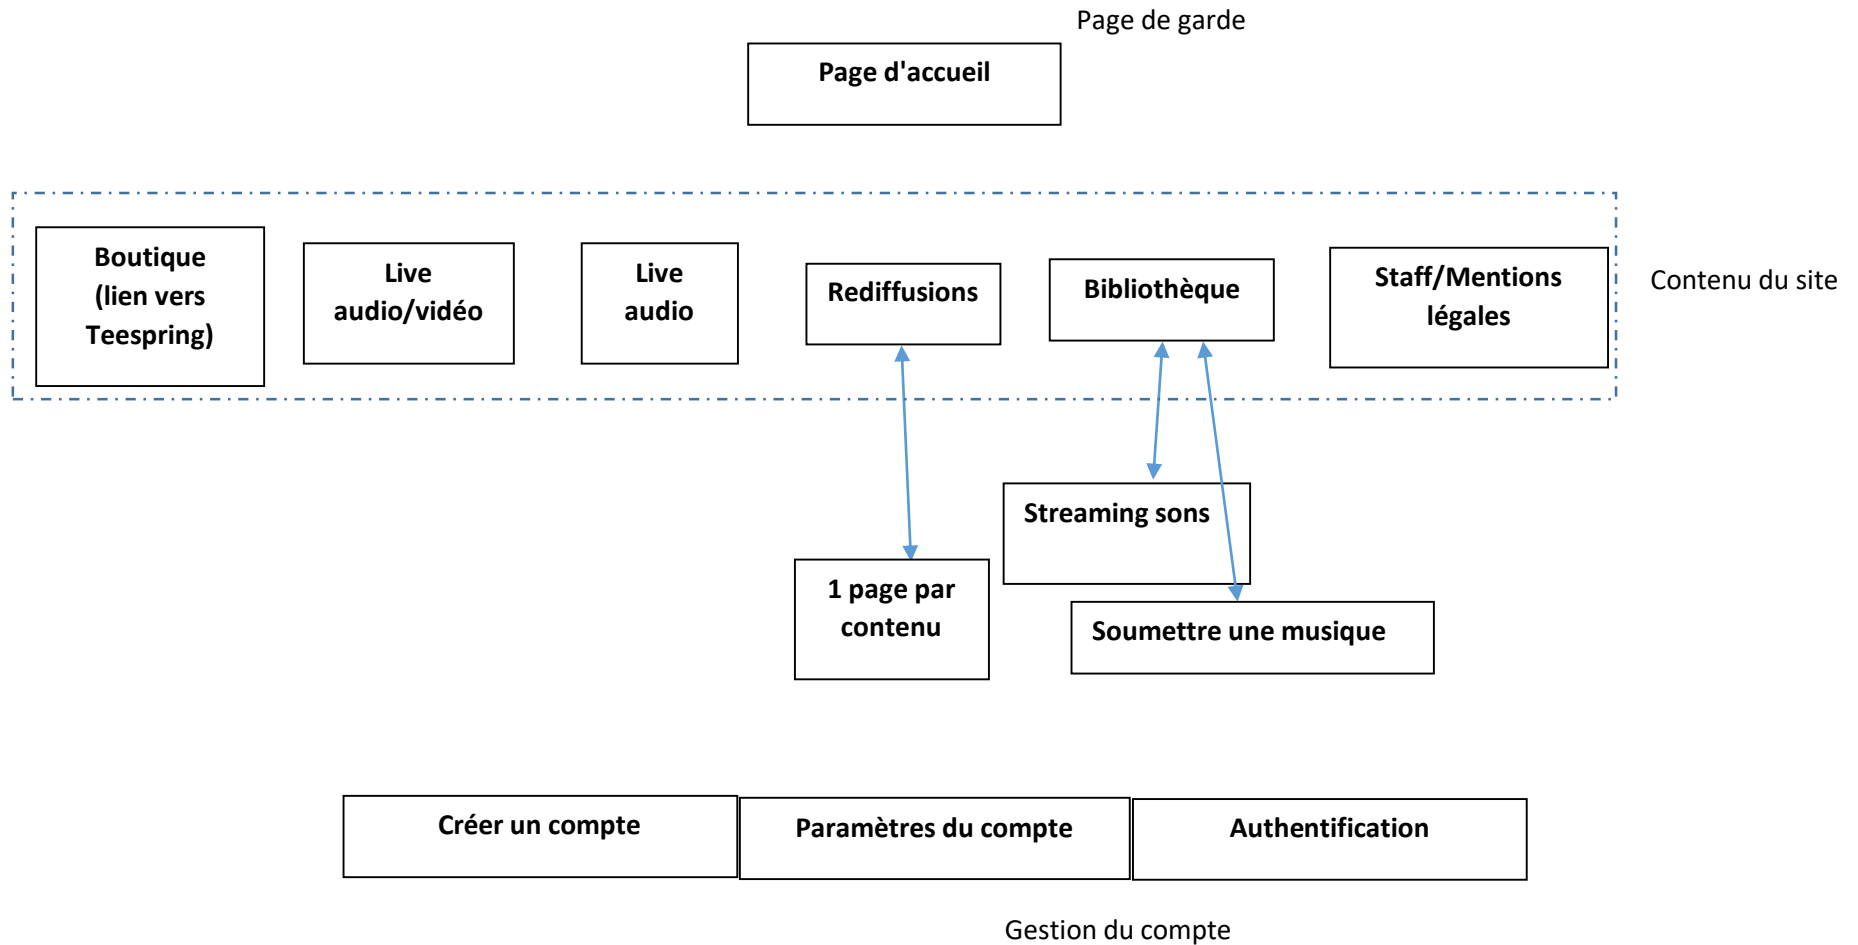 Page de garde
Page d'accueil
Boutique
(lien vers
Teespring)
Live
audio/vidéo
Live
audio
Rediffusions
Bibliothèque
Staff/Mentions
légales
Contenu du site
Streaming sons
1 page par
contenu
Soumettre une musique
Créer un compte
Paramètres du compte
Authentification
Gestion du compte